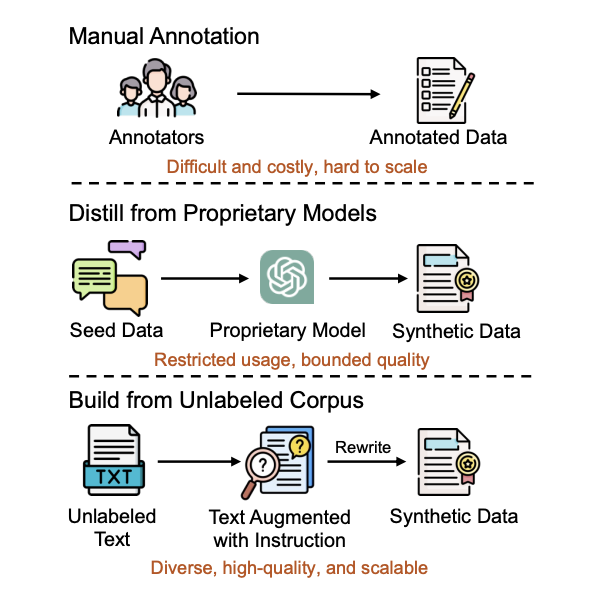 Manual Annotation
Annotators
Annotated Data
Difficult and costly, hard to scale
Distill from Proprietary Models
Seed Data
Proprietary Model
Synthetic Data
Restricted usage, bounded quality
Build from Unlabeled Corpus
TXT
? ?
Rewrite
Unlabeled
Text
Text Augmented
with Instruction
Synthetic Data
Diverse, high-quality, and scalable